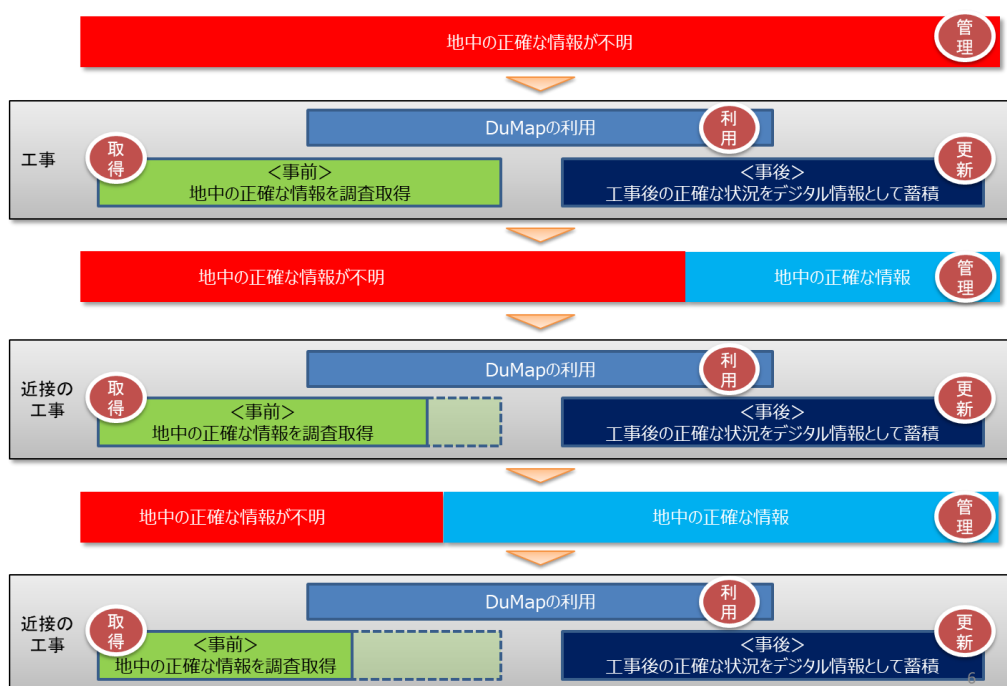 地中の正確な情報が不明
管理
DuMapの利用
利用
工事
取得
<事前>
地中の正確な情報を調査取得
<事後>
工事後の正確な状況をデジタル情報として蓄積
更新
地中の正確な情報が不明
地中の正確な情報
管理
DuMapの利用
利用
近接の
工事
取得
<事前>
地中の正確な情報を調査取得
<事後>
工事後の正確な状況をデジタル情報として蓄積
更新
地中の正確な情報が不明
地中の正確な情報
管理
DuMapの利用
利用
近接の
工事
取得
<事前>
地中の正確な情報を調査取得
<事後>
工事後の正確な状況をデジタル情報として蓄積
更新
6